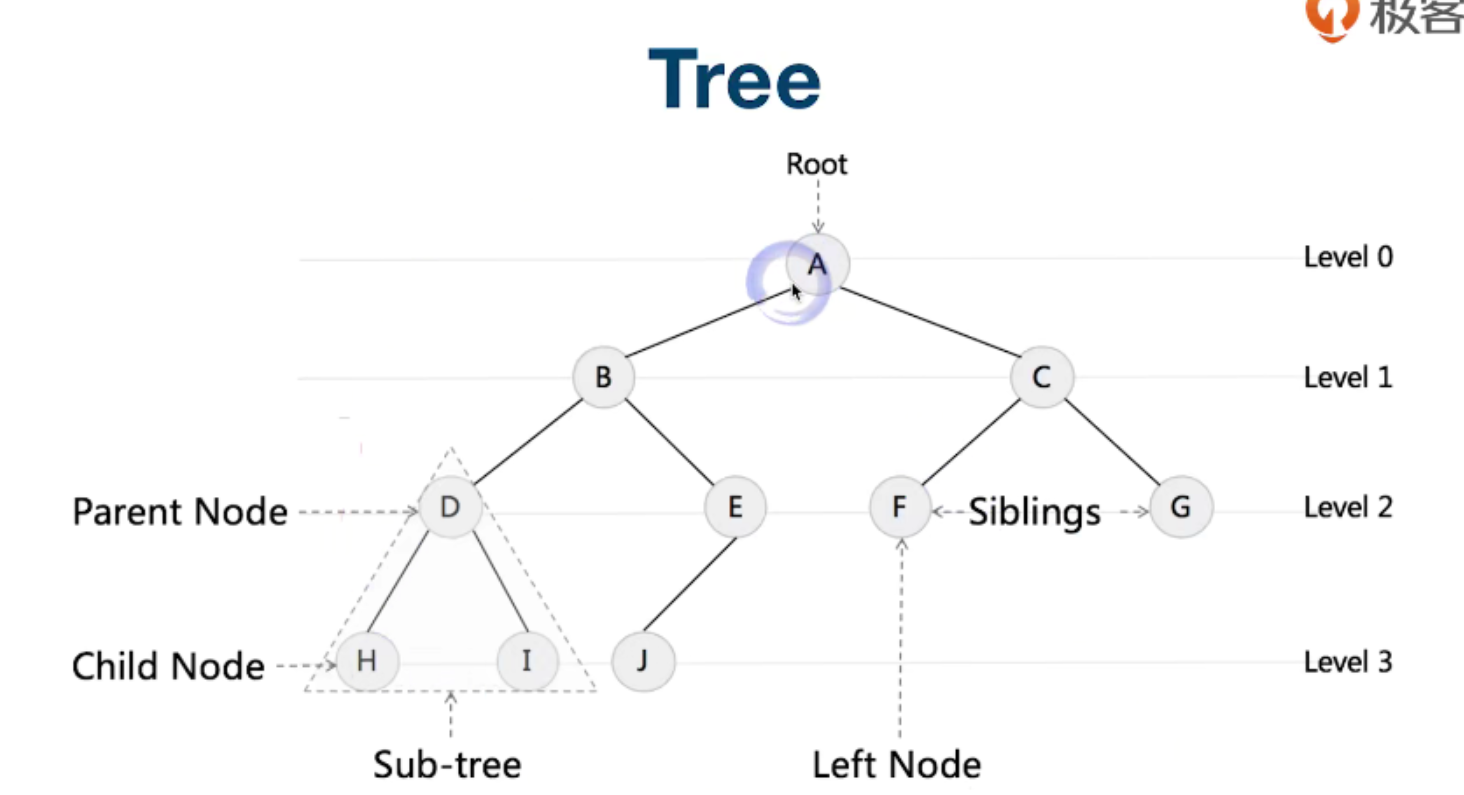 极客
Tree
Root
A
Level 0
B
C
Level 1
Parent Node
D
E
F
Siblings
G
Level 2
Child Node
H
I
J
Level 3
Sub-tree
Left Node